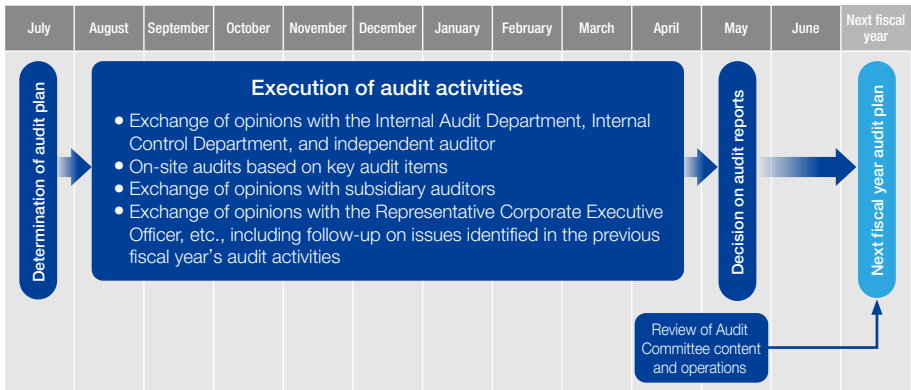 July August September October November December January February March April May June Next fiscal
year
Determination of audit plan
Execution of audit activities
● Exchange of opinions with the Internal Audit Department, Internal
Control Department, and independent auditor
● On-site audits based on key audit items
● Exchange of opinions with subsidiary auditors
● Exchange of opinions with the Representative Corporate Executive
Officer, etc., including follow-up on issues identified in the previous
fiscal year's audit activities
Decision on audit reports
Next fiscal year audit plan
Review of Audit
Committee content
and operations